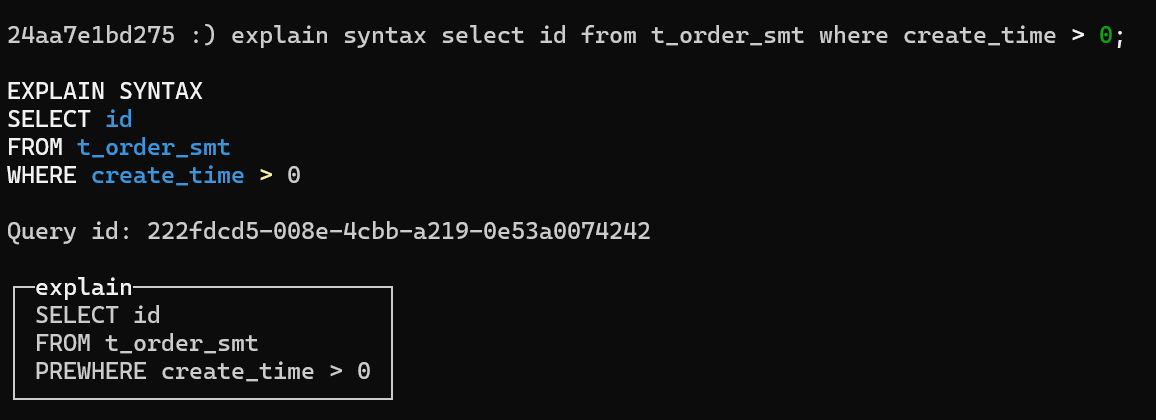 24aa7e1bd275 :) explain syntax select id from t_order_smt where create_time > 0;
EXPLAIN SYNTAX
SELECT id
FROM t_order_smt
WHERE create_time > 0
Query id: 222fdcd5-008e-4cbb-a219-0e53a0074242
explain
SELECT id
FROM t_order_smt
PREWHERE create_time > 0